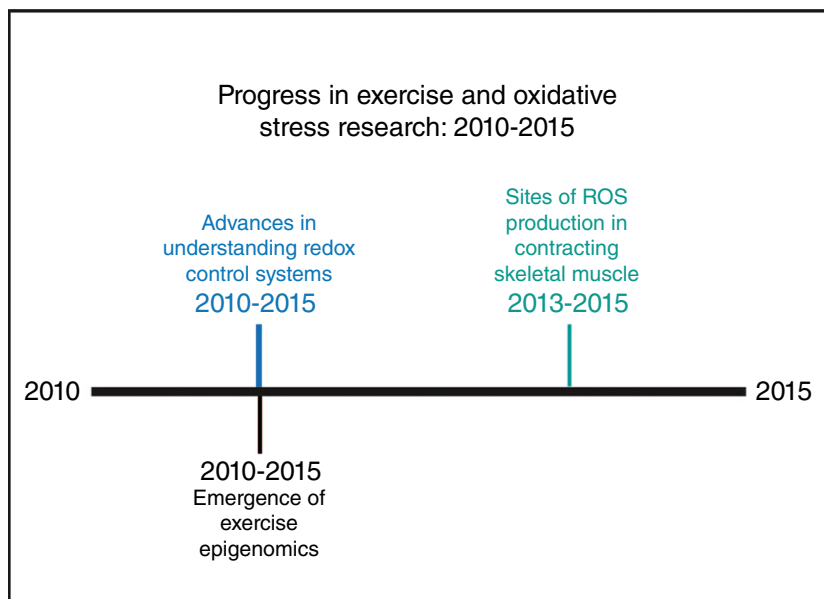 Progress in exercise and oxidative
stress research: 2010-2015
Advances in
understanding redox
control systems
2010-2015
Sites of ROS
production in
contracting
skeletal muscle
2013-2015
2010
2015
2010-2015
Emergence of
exercise
epigenomics